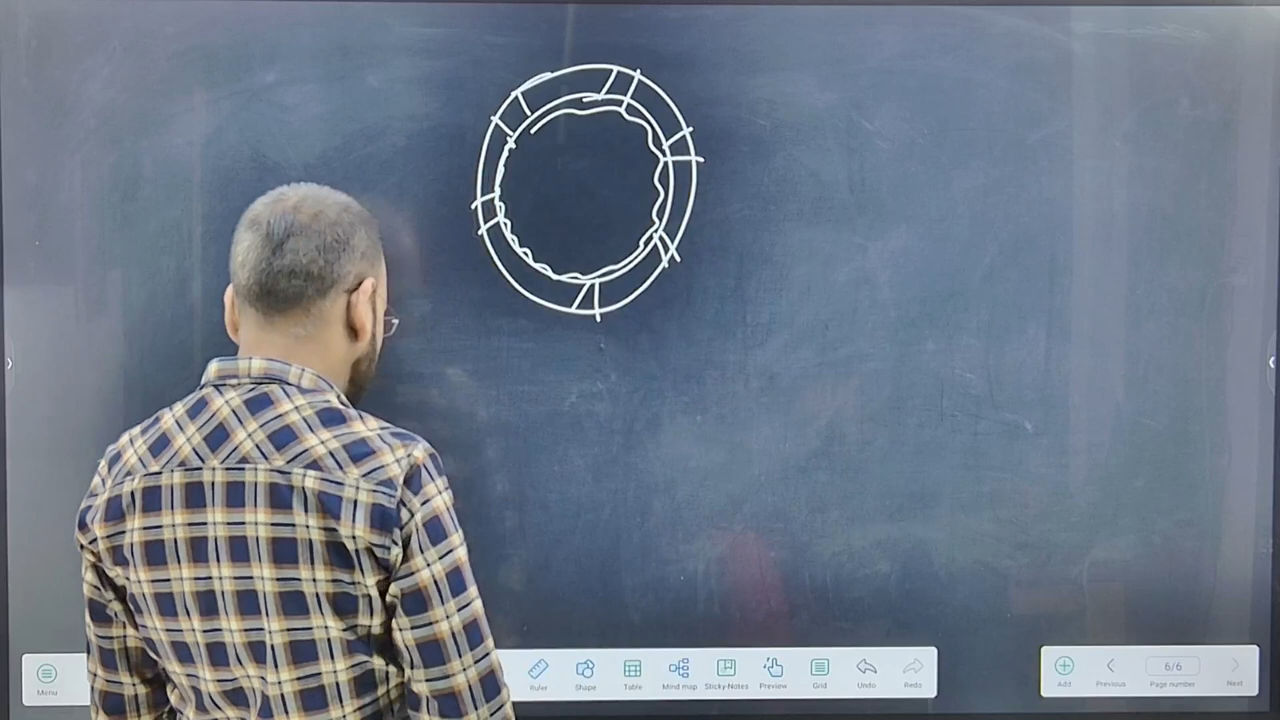 Menu
Ruler
Shape
Table
Mind map
Sticky-Notes
Preview
Grid
Undo
Redo
Add
Previous
6/6
Page number
Next